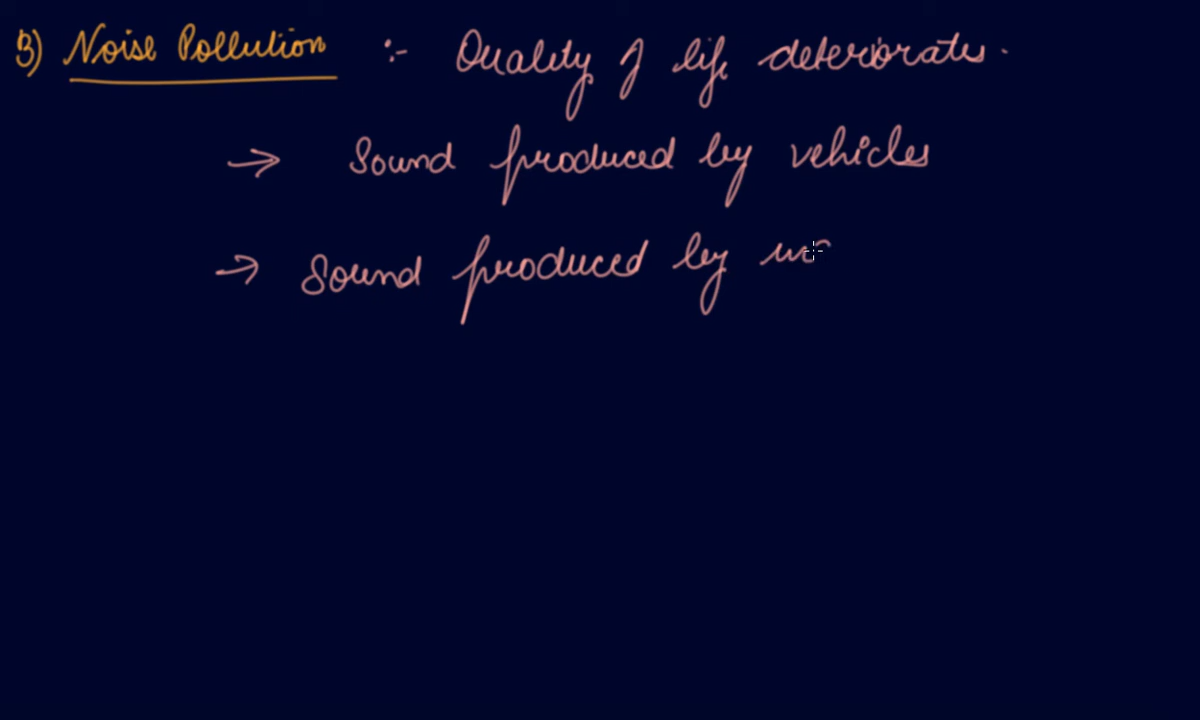 3) Noise Pollution :- Quality of life deteriorates.
→ Sound produced by vehicles
→ Sound produced by